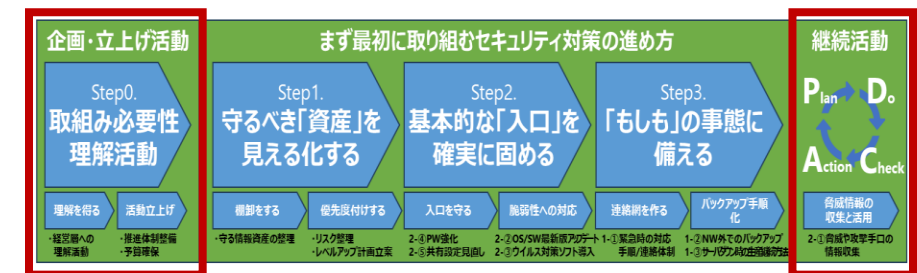 企画・立上げ活動
まず最初に取り組むセキュリティ対策の進め方
継続活動
Step0.
取組み必要性
理解活動
Step1.
守るべき「資産」を
見える化する
Step2.
基本的な「入口」を
確実に固める
Step3.
「もしも」の事態に
備える
Plan
Do
Action
Check
理解を得る
活動立上げ
棚卸をする
優先度付けする
入口を守る
脆弱性への対応
連絡網を作る
バックアップ手順
化
脅威情報の
収集と活用
・経営層への
理解活動
・推進体制整備
・予算確保
・守る情報資産の整理
・リスク整理
・レベルアップ計画立案
2-④PW強化
2-⑤共有設定見直し
2-②OS/SW最新版アップデート
2-③ウイルス対策ソフト導入
1-①緊急時の対応
手順/連絡体制
1-②NW外でのバックアップ
2-①脅威や攻撃手口の
情報収集